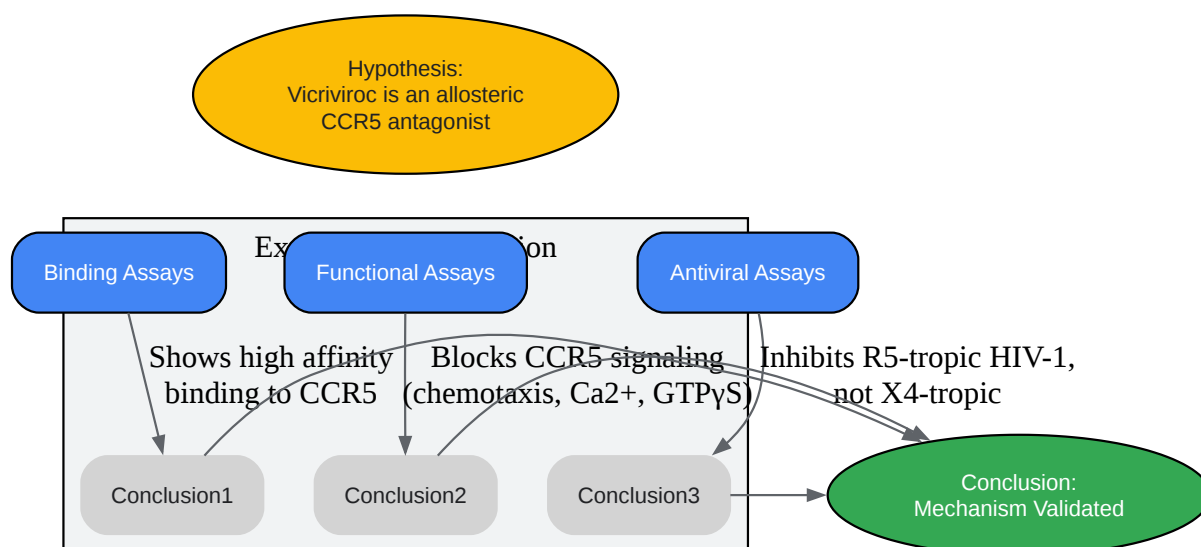 Hypothesis:
Vicriviroc is an allosteric
CCR5 antagonist
Binding Assays
Functional Assays
Antiviral Assays
Shows high affinity
binding to CCR5
Blocks CCR5 signaling
(chemotaxis, Ca2+, GTPγS)
Inhibits R5-tropic HIV-1,
not X4-tropic
Conclusion1
Conclusion2
Conclusion3
Conclusion:
Mechanism Validated